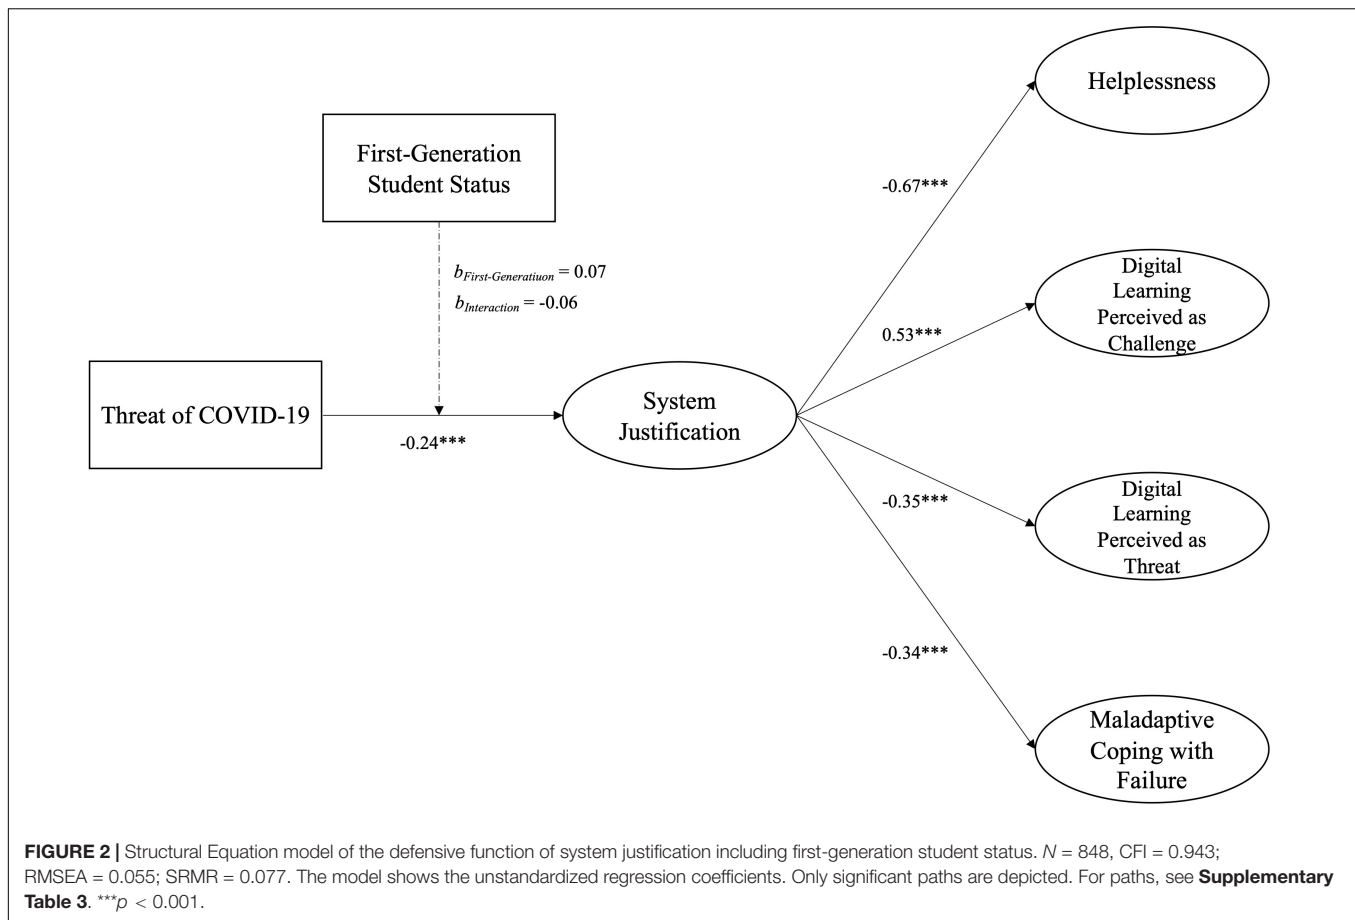 Helplessness
First-Generation
Student Status
-0.67***
b_First-Generatiuon = 0.07
b_Interaction = -0.06
Digital
Learning
Perceived as
Challenge
0.53***
Threat of COVID-19
-0.24***
System
Justification
-0.35***
Digital
Learning
Perceived as
Threat
-0.34***
Maladaptive
Coping with
Failure
FIGURE 2 | Structural Equation model of the defensive function of system justification including first-generation student status. N = 848, CFI = 0.943;
RMSEA = 0.055; SRMR = 0.077. The model shows the unstandardized regression coefficients. Only significant paths are depicted. For paths, see Supplementary
Table 3. ***p < 0.001.